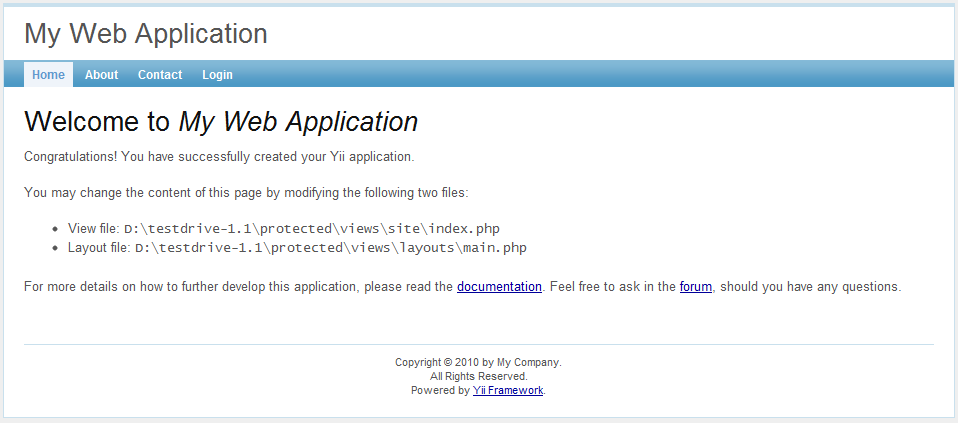 My Web Application
Home About Contact Login
Welcome to My Web Application
Congratulations! You have successfully created your Yii application.
You may change the content of this page by modifying the following two files:
• View file: D:\testdrive-1.1\protected\views\site\index.php
• Layout file: D:\testdrive-1.1\protected\views\layouts\main.php
For more details on how to further develop this application, please read the documentation. Feel free to ask in the forum, should you have any questions.
Copyright © 2010 by My Company.
All Rights Reserved.
Powered by Yii Framework.